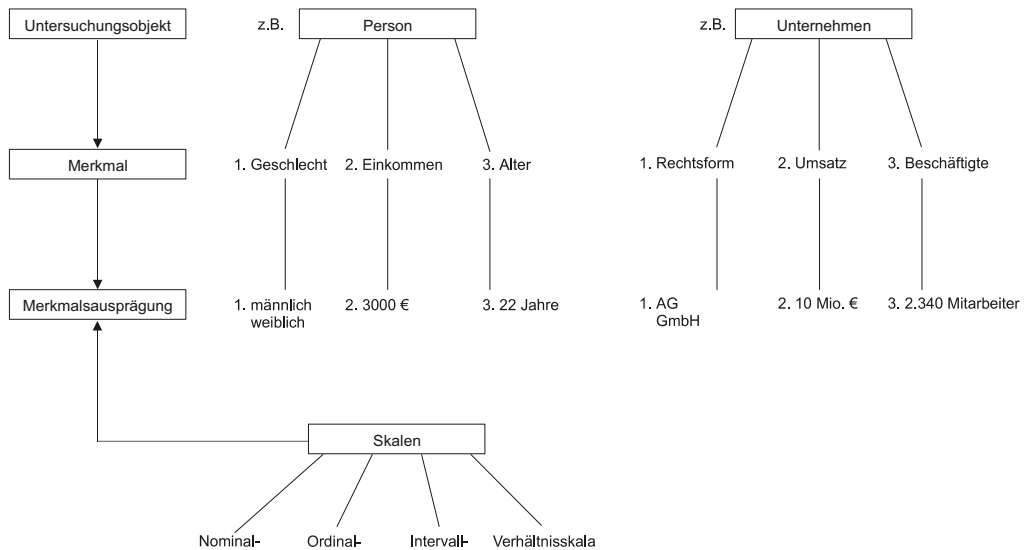 Untersuchungsobjekt z.B. Person z.B. Unternehmen
Merkmal 1. Geschlecht 2. Einkommen 3. Alter 1. Rechtsform 2. Umsatz 3. Beschäftigte
Merkmalsausprägung 1. männlich 2. 3000 € 3. 22 Jahre 1. AG 2. 10 Mio. € 3. 2.340 Mitarbeiter
weiblich GmbH
Skalen
Nominal- Ordinal- Intervall- Verhältnisskala